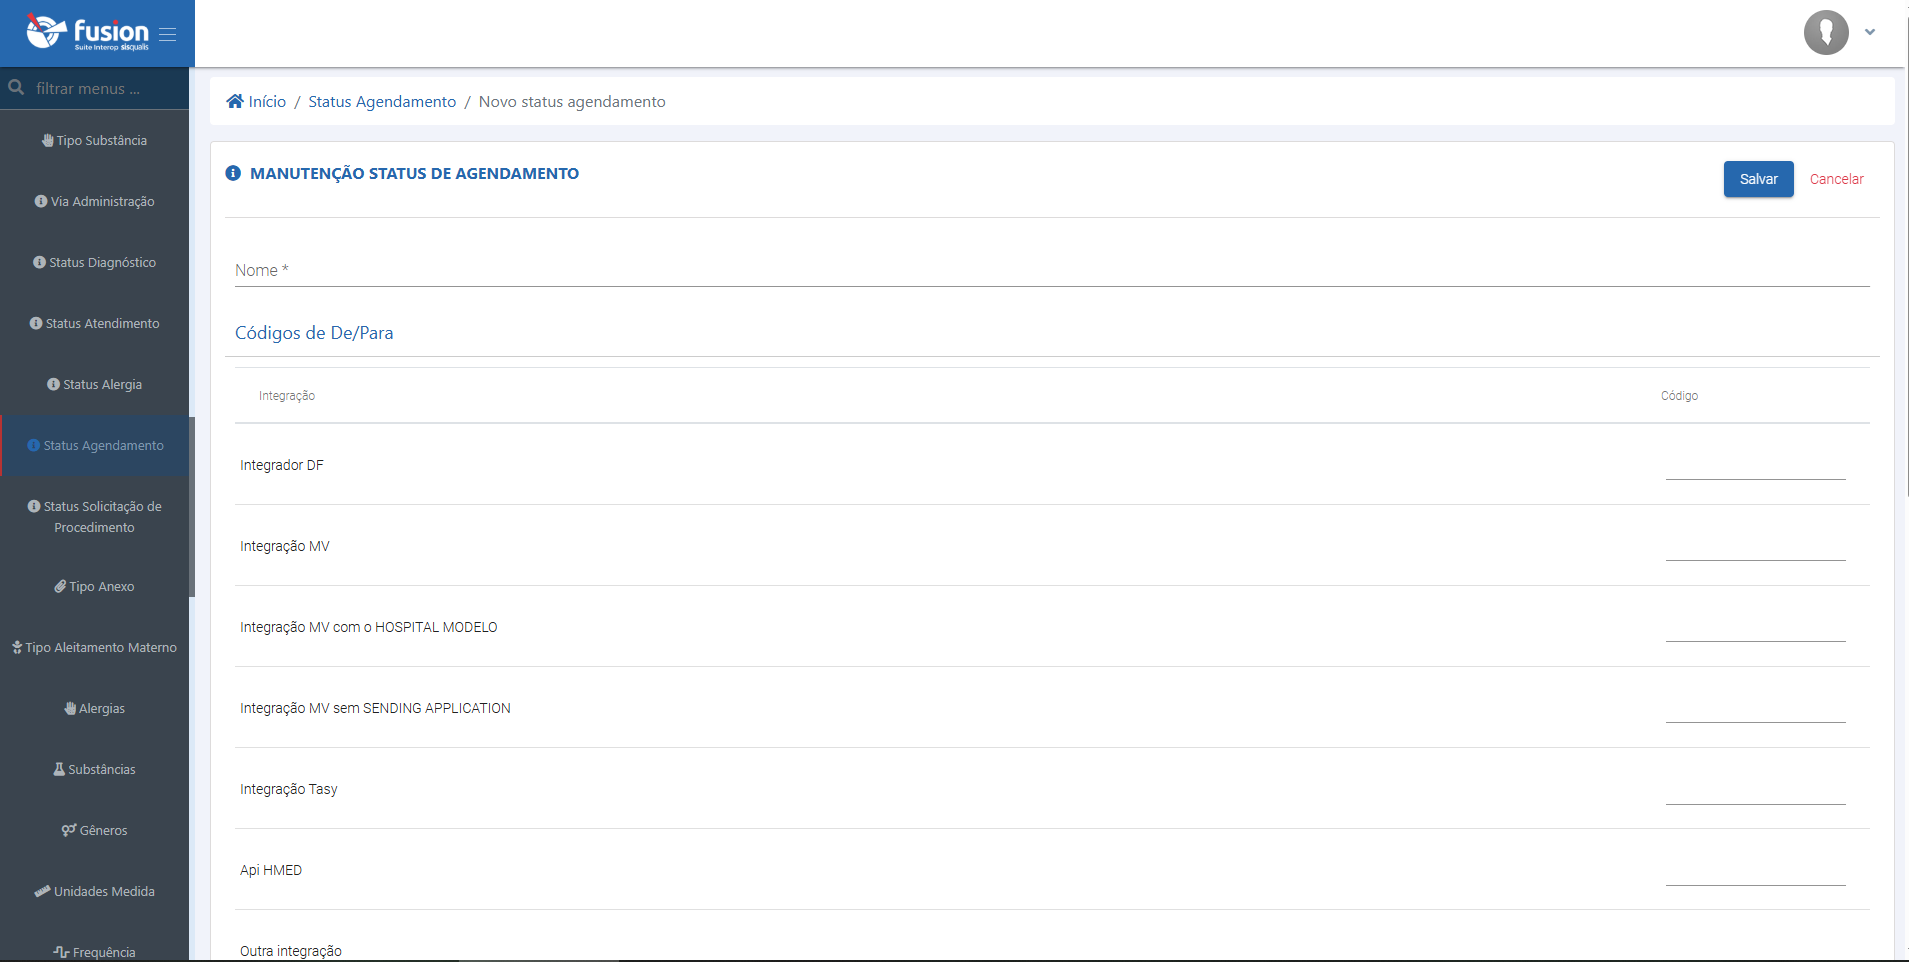 fusion
Suite Interop sisqualis
filtrar menus ...
Tipo Substância
Via Administração
Status Diagnóstico
Status Atendimento
Status Alergia
Status Agendamento
Status Solicitação de
Procedimento
Tipo Anexo
Tipo Aleitamento Materno
Alergias
Substâncias
Gêneros
Unidades Medida
Frequência
Início / Status Agendamento / Novo status agendamento
MANUTENÇÃO STATUS DE AGENDAMENTO
Salvar Cancelar
Nome *
Códigos de De/Para
Integração Código
Integrador DF
Integração MV
Integração MV com o HOSPITAL MODELO
Integração MV sem SENDING APPLICATION
Integração Tasy
Api HMED
Outra integração